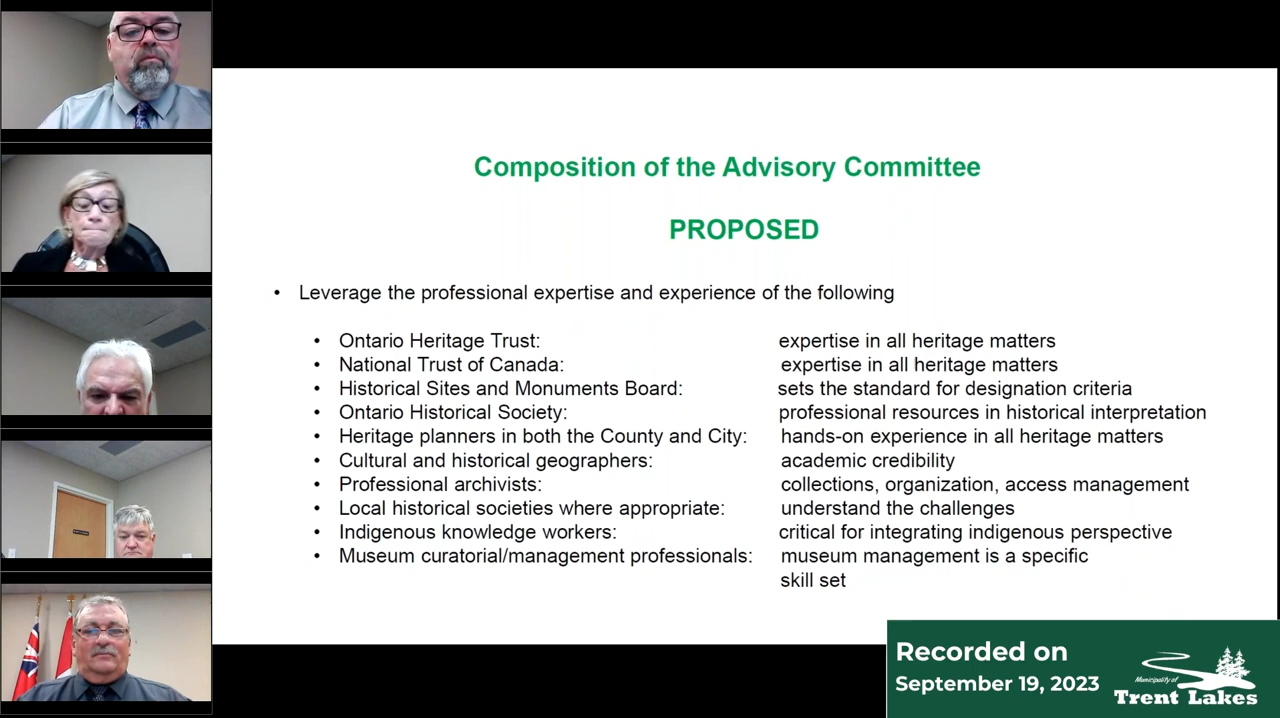 Composition of the Advisory Committee
PROPOSED
• Leverage the professional expertise and experience of the following
• Ontario Heritage Trust: expertise in all heritage matters
• National Trust of Canada: expertise in all heritage matters
• Historical Sites and Monuments Board: sets the standard for designation criteria
• Ontario Historical Society: professional resources in historical interpretation
• Heritage planners in both the County and City: hands-on experience in all heritage matters
• Cultural and historical geographers: academic credibility
• Professional archivists: collections, organization, access management
• Local historical societies where appropriate: understand the challenges
• Indigenous knowledge workers: critical for integrating indigenous perspective
• Museum curatorial/management professionals: museum management is a specific
skill set
Recorded on
September 19, 2023
Municipality of
Trent Lakes